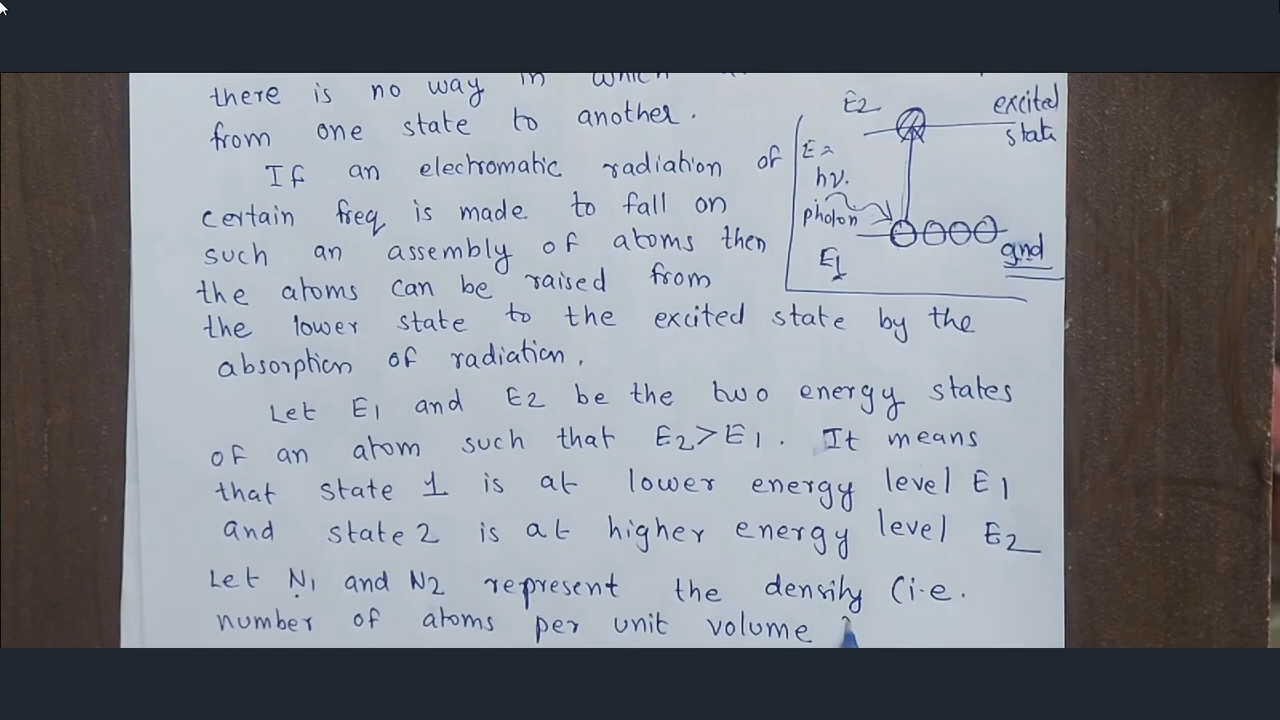 there is no way in which
from one state to another.
If an electromatic radiation of
certain freq is made to fall on
such an assembly of atoms then
the atoms can be raised from
the lower state to the excited state by the
absorption of radiation.
Let E1 and E2 be the two energy states
of an atom such that E2>E1. It means
that state 1 is at lower energy level E1
and state 2 is at higher energy level E2
Let N1 and N2 represent the density (i.e.
number of atoms per unit volume
E2 excited
state
E=
hν.
photon
E1 gnd